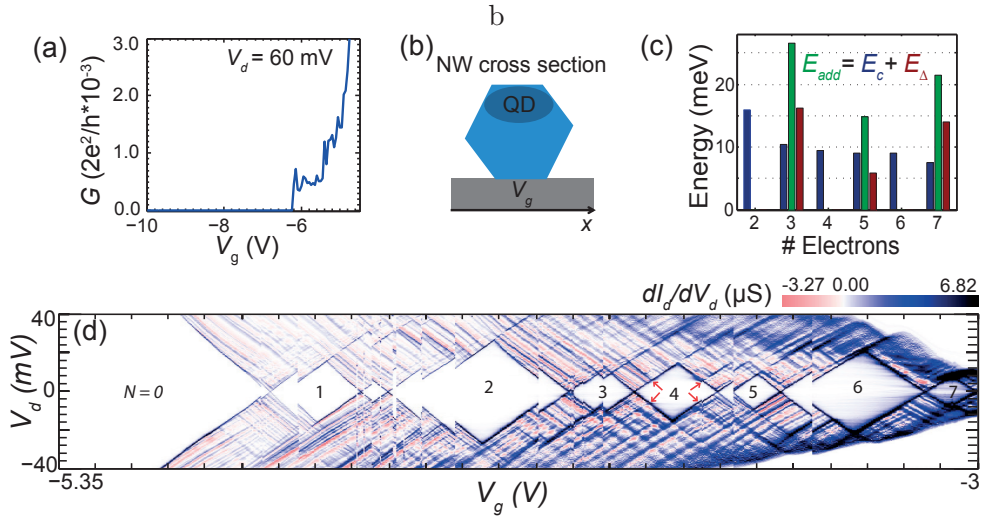 b
(a)
3.0
2.0
1.0
0.0
G (2e²/h*10⁻³)
V_d = 60 mV
−10
−8
−6
V_g (V)
(b)
NW cross section
QD
V_g
x
(c)
E_add = E_c + E_Δ
Energy (meV)
20
10
0
2
3
4
5
6
7
# Electrons
dI_d/dV_d (µS)
-3.27
0.00
6.82
(d)
V_d (mV)
40
0
−40
N=0
1
2
3
4
5
6
7
−5.35
V_g (V)
-3